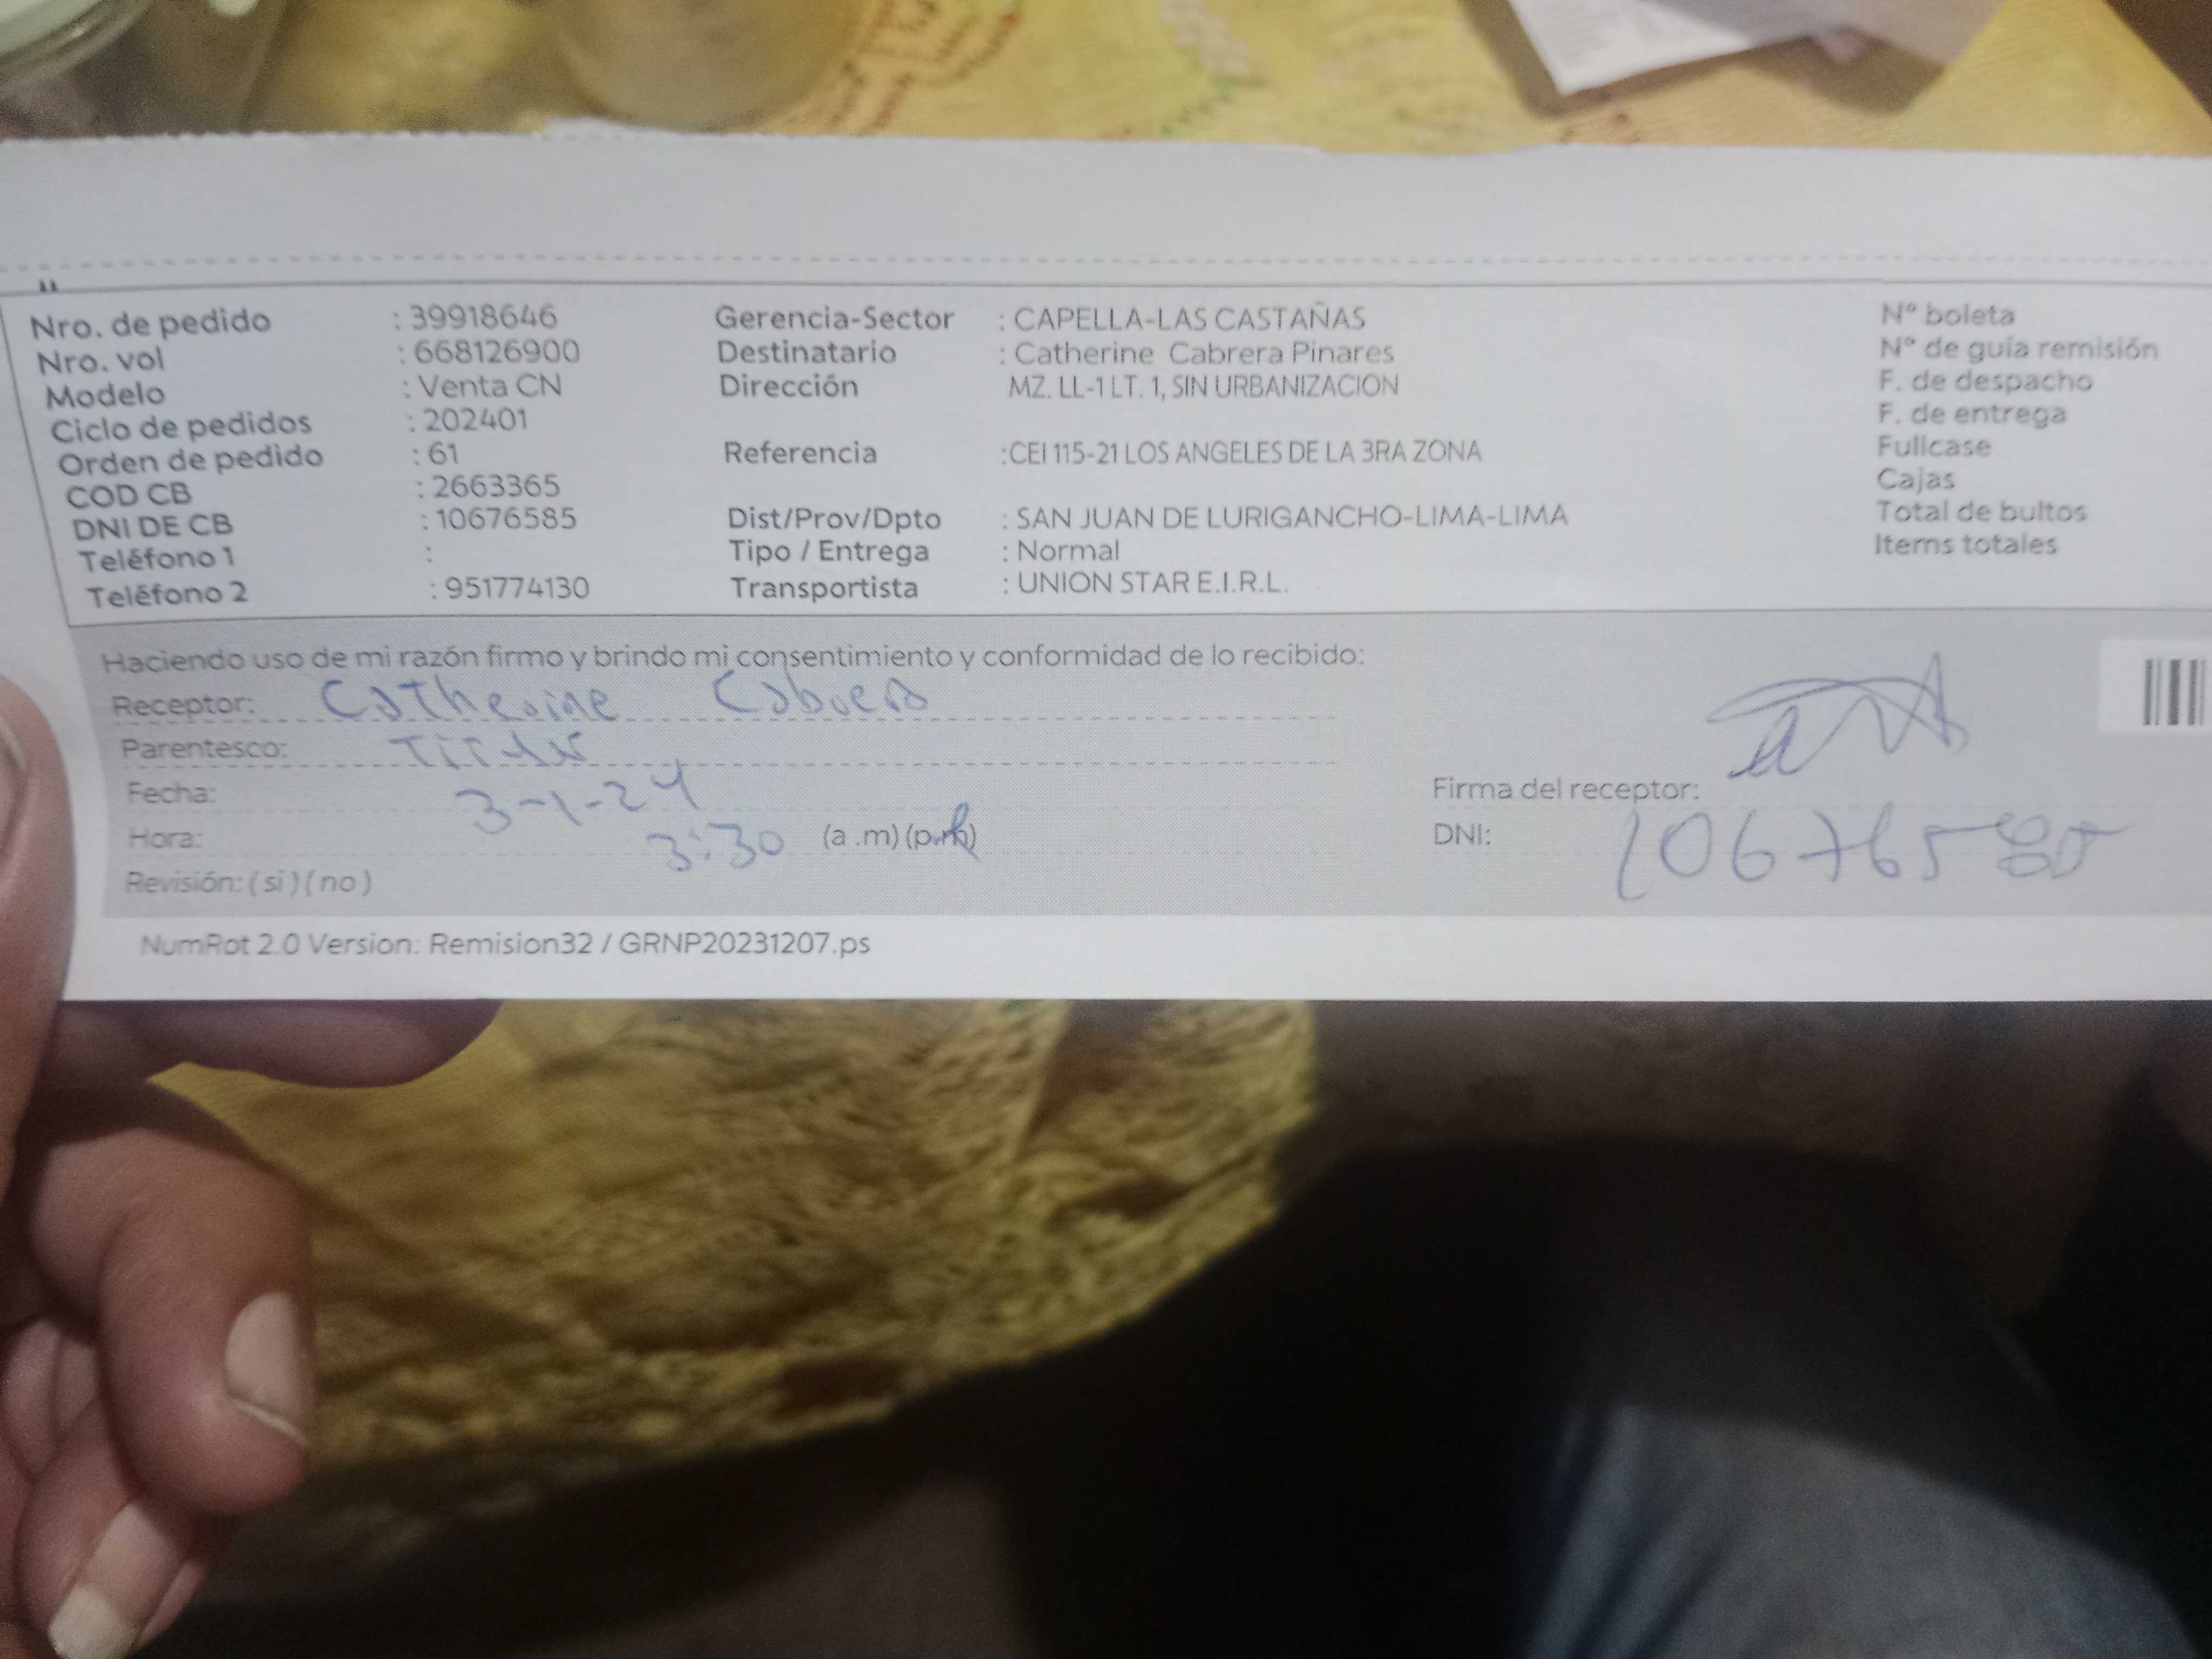 Nro. de pedido : 39918646 Gerencia-Sector : CAPELLA-LAS CASTAÑAS N° boleta
Nro. vol : 668126900 Destinatario : Catherine Cabrera Pinares N° de guía remisión
Modelo : Venta CN Dirección MZ. LL-1 LT. 1, SIN URBANIZACION F. de despacho
Ciclo de pedidos : 202401 F. de entrega
Orden de pedido : 61 Referencia :CEI 115-21 LOS ANGELES DE LA 3RA ZONA Fullcase
COD CB : 2663365 Cajas
DNI DE CB : 10676585 Dist/Prov/Dpto : SAN JUAN DE LURIGANCHO-LIMA-LIMA Total de bultos
Teléfono 1 : Tipo / Entrega : Normal Items totales
Teléfono 2 : 951774130 Transportista : UNION STAR E.I.R.L.
Haciendo uso de mi razón firmo y brindo mi consentimiento y conformidad de lo recibido:
Receptor: Catherine Cabrera
Parentesco: Titular
Fecha: 3-1-24 Firma del receptor:
Hora: 3:30 (a .m) (p.m) DNI: 10676585
Revisión: ( si ) ( no )
NumRot 2.0 Version: Remision32 / GRNP20231207.ps